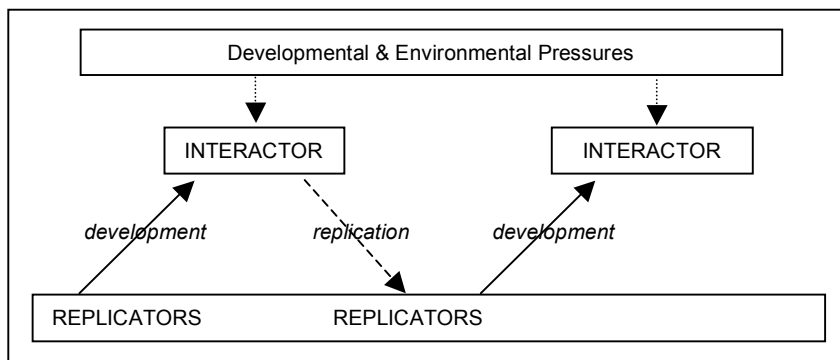 Developmental & Environmental Pressures
INTERACTOR INTERACTOR
development replication development
REPLICATORS REPLICATORS